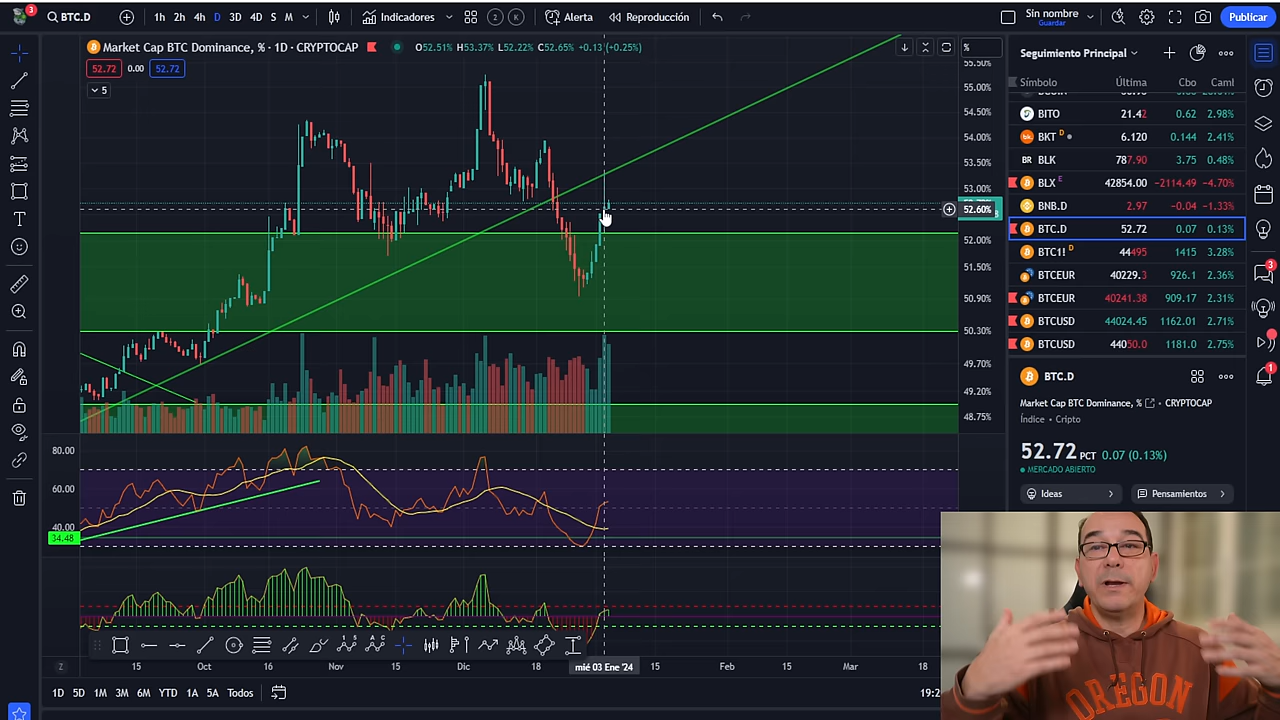 3
BTC.D
1h 2h 4h D 3D 4D S M
Indicadores
2 K
Alerta
Reproducción
Sin nombre
Guardar
Publicar
Market Cap BTC Dominance, % · 1D · CRYPTOCAP
O52.51% H53.37% L52.22% C52.65% +0.13 (+0.25%)
52.72 0.00 52.72
5
%
55.50%
55.00%
54.50%
54.00%
53.50%
53.00%
52.60%
52.00%
51.50%
50.90%
50.30%
49.70%
49.20%
48.75%
80.00
60.00
40.00
34.48
Z
15 Oct 16 Nov 15 Dic 18 mié 03 Ene '24 15 Feb 15 Mar 18
1D 5D 1M 3M 6M YTD 1A 5A Todos
19:2
Seguimiento Principal
Símbolo Última Cbo Caml
BITO 21.42 0.62 2.98%
BKT D 6.120 0.144 2.41%
BR BLK 787.90 3.75 0.48%
BLX E 42854.00 −2114.49 −4.70%
BNB.D 2.97 −0.04 −1.33%
BTC.D 52.72 0.07 0.13%
BTC1! D 44495 1415 3.28%
BTCEUR 40229.3 926.1 2.36%
BTCEUR 40241.38 909.17 2.31%
BTCUSD 44024.45 1162.01 2.71%
BTCUSD 44050.0 1181.0 2.75%
BTC.D
Market Cap BTC Dominance, % · CRYPTOCAP
Índice · Cripto
52.72 PCT 0.07 (0.13%)
MERCADO ABIERTO
Ideas
Pensamientos
3
1
OREGON